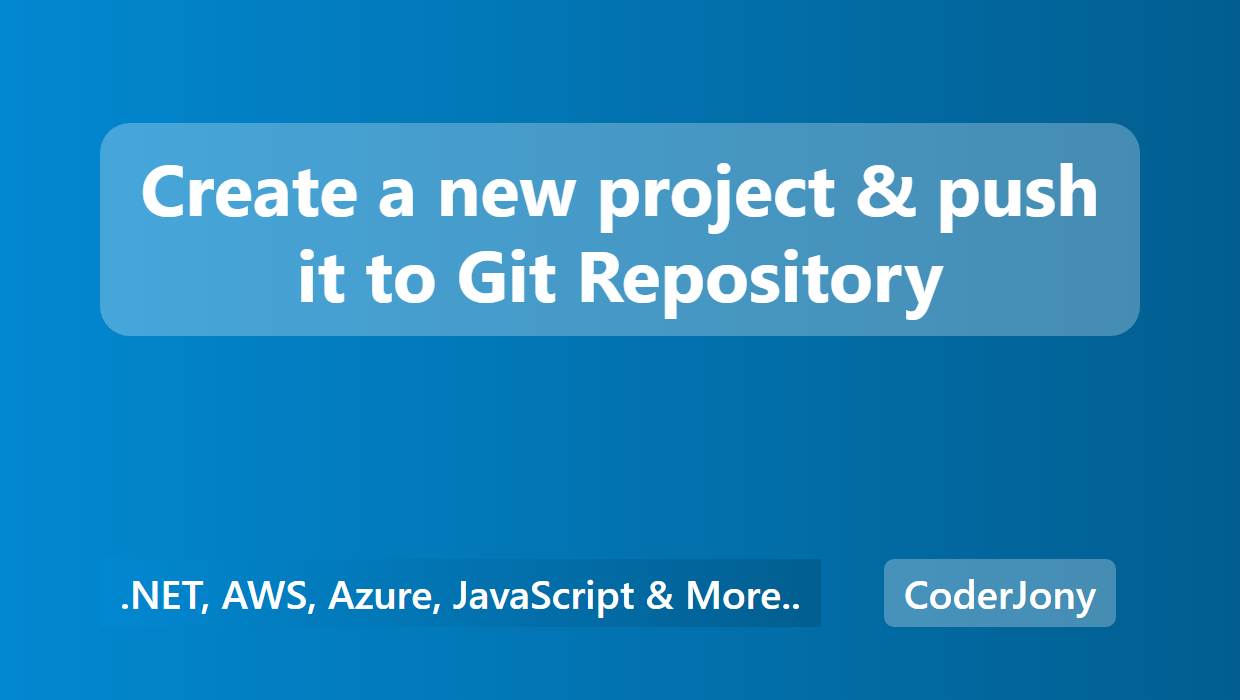 Create a new project & push
it to Git Repository
.NET, AWS, Azure, JavaScript & More..
CoderJony